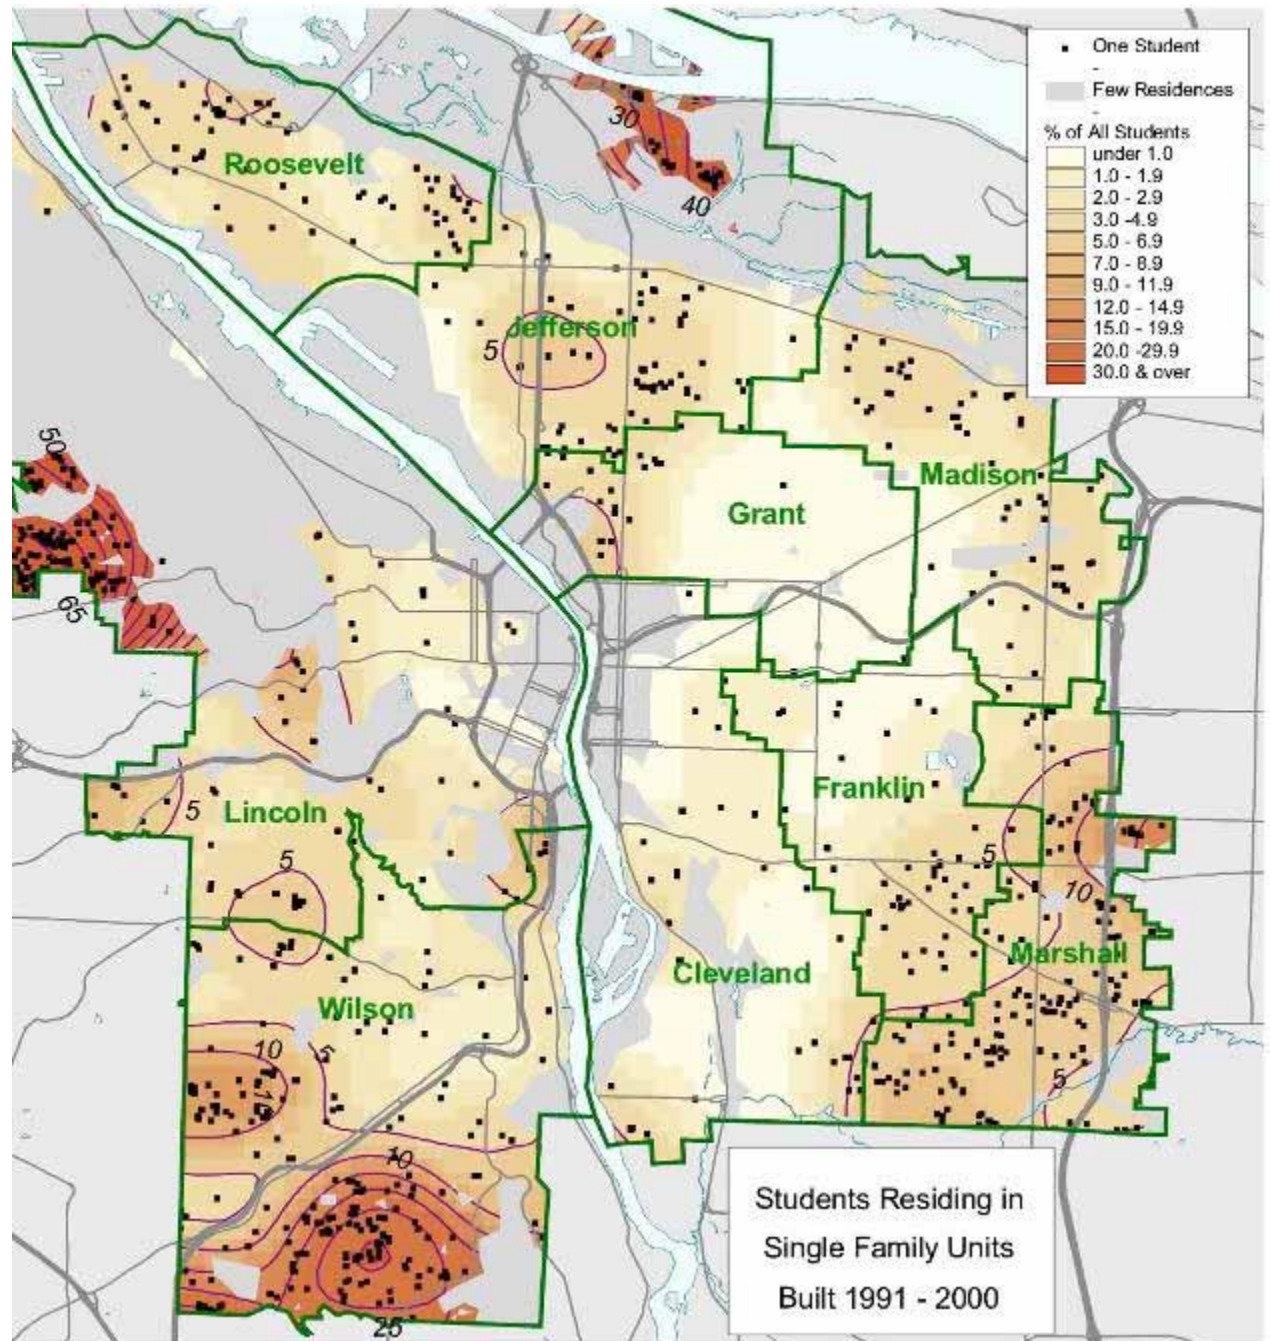 One Student
-
Few Residences
-
% of All Students
under 1.0
1.0 - 1.9
2.0 - 2.9
3.0 -4.9
5.0 - 6.9
7.0 - 8.9
9.0 - 11.9
12.0 - 14.9
15.0 - 19.9
20.0 -29.9
30.0 & over
30
40
Roosevelt
Jefferson
5
50
Madison
Grant
65
Franklin
5
Lincoln
5
5
10
Marshall
Cleveland
Wilson
10
5
15
5
10
25
Students Residing in
Single Family Units
Built 1991 - 2000